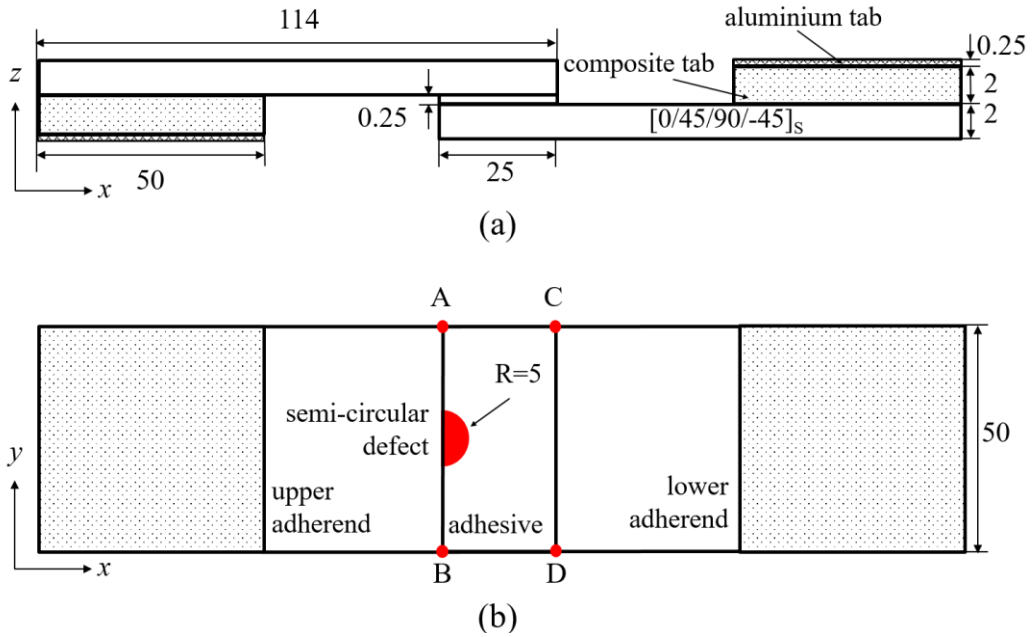 114
aluminium tab
0.25
composite tab
z
2
0.25
[0/45/90/-45]S
2
50
25
x
(a)
A
C
R=5
semi-circular
defect
50
y
upper
adherend
adhesive
lower
adherend
x
B
D
(b)